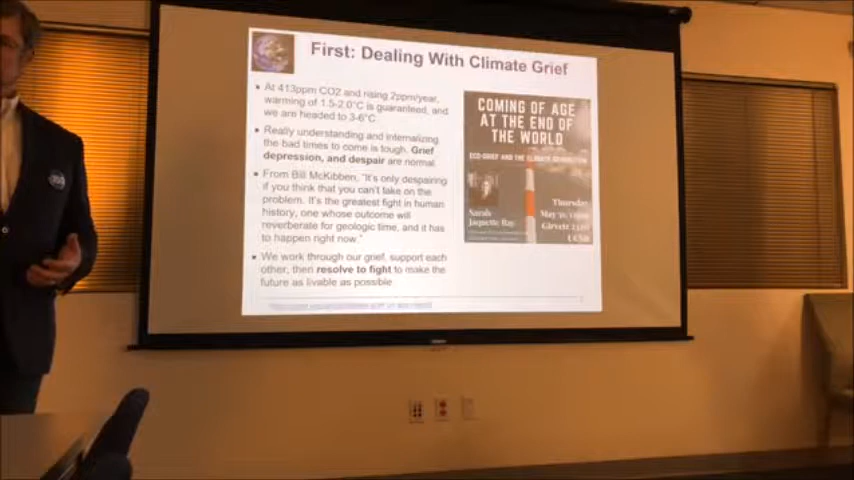 First: Dealing With Climate Grief
At 413ppm CO2 and rising 2ppm/year,
warming of 1.5-2.0°C is guaranteed, and
we are headed to 3-6°C
Really understanding and internalizing
the bad times to come is tough. Grief
depression, and despair are normal
From Bill McKibben, "It's only despairing
if you think that you can't take on the
problem. It's the greatest fight in human
history, one whose outcome will
reverberate for geologic time, and it has
to happen right now."
We work through our grief, support each
other, then resolve to fight to make the
future as livable as possible
COMING OF AGE
AT THE END OF
THE WORLD
ECO-GRIEF AND THE CLIMATE GENERATION
Sarah
Jaquette Ray
Thursday
May
Girvetz
UCSB